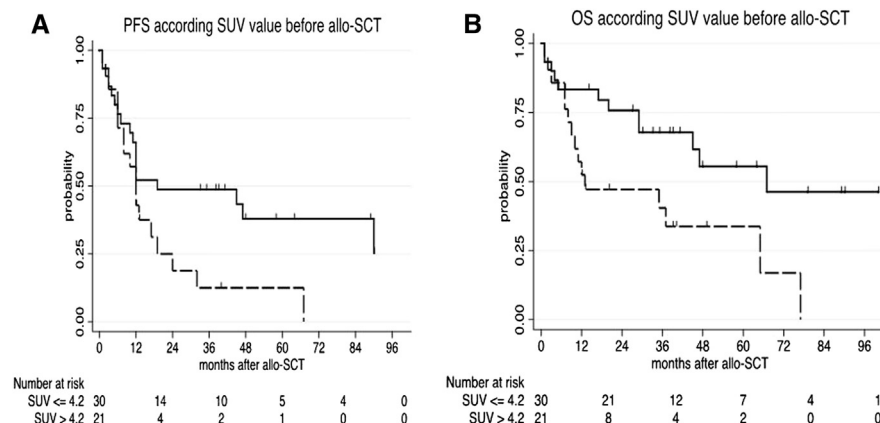 A
PFS according SUV value before allo-SCT
probability
1.00
0.75
0.50
0.25
0.00
0 12 24 36 48 60 72 84 96
months after allo-SCT
Number at risk
SUV <= 4.2 30 14 10 5 4 0
SUV > 4.2 21 4 2 1 0 0
B
OS according SUV value before allo-SCT
probability
1.00
0.75
0.50
0.25
0.00
0 12 24 36 48 60 72 84 96
months after allo-SCT
Number at risk
SUV <= 4.2 30 21 12 7 4 1
SUV > 4.2 21 8 4 2 0 0